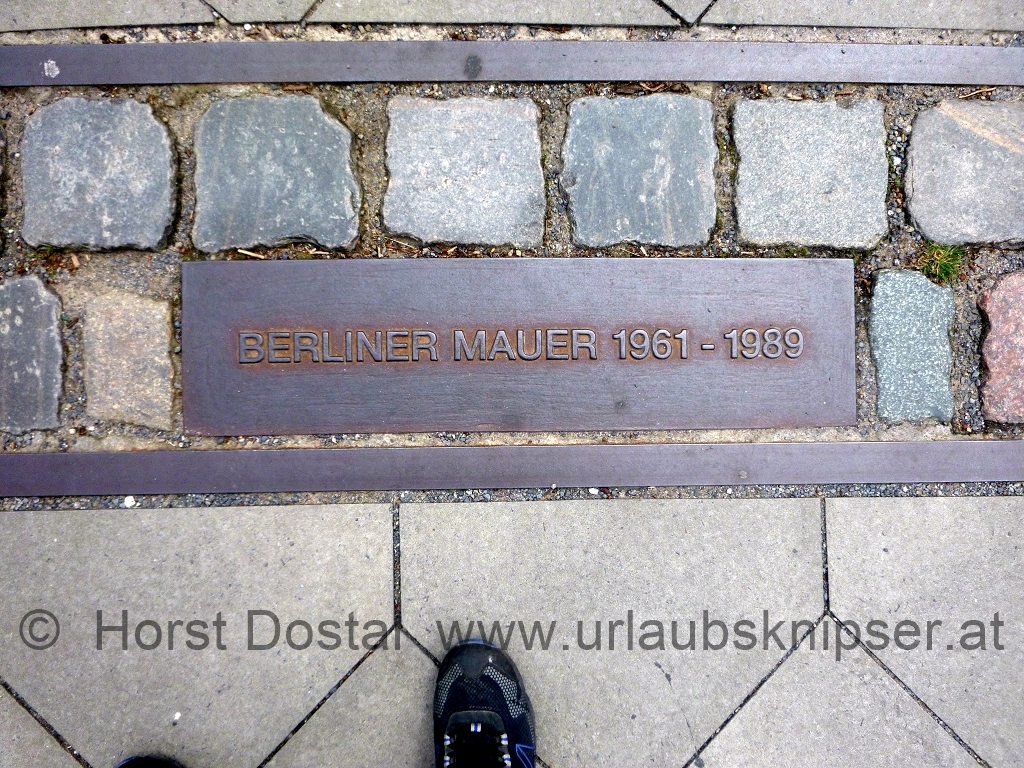 BERLINER MAUER 1961 - 1989
© Horst Dostal www.urlaubsknipser.at